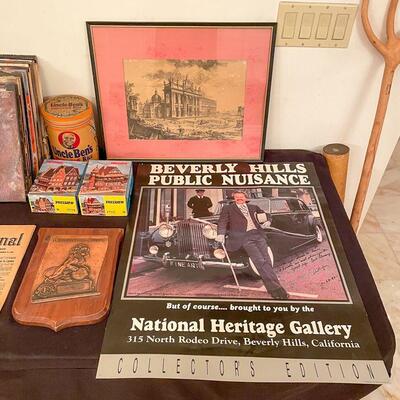 Uncle Ben's
Uncle
Ben's
nal
BEVERLY HILLS
PUBLIC NUISANCE
But of course.... brought to you by the
National Heritage Gallery
315 North Rodeo Drive, Beverly Hills, California
COLLECTORS EDITION